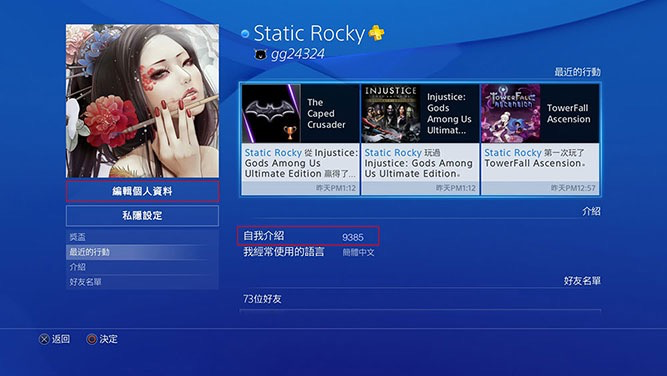 Static Rocky
gg24324
最近的行動
The Caped Crusader
INJUSTICE
Injustice: Gods Among Us Ultimat...
TOWERFALL ASCENSION
TowerFall Ascension
Static Rocky 從 Injustice: Gods Among Us Ultimate Edition 贏得了...
昨天PM1:12
Static Rocky 玩過 Injustice: Gods Among Us Ultimate Edition。
昨天PM1:12
Static Rocky 第一次玩了 TowerFall Ascension。
昨天PM12:57
編輯個人資料
私隱設定
獎盃
最近的行動
介紹
好友名單
介紹
自我介紹 9385
我經常使用的語言 簡體中文
好友名單
73位好友
返回 決定